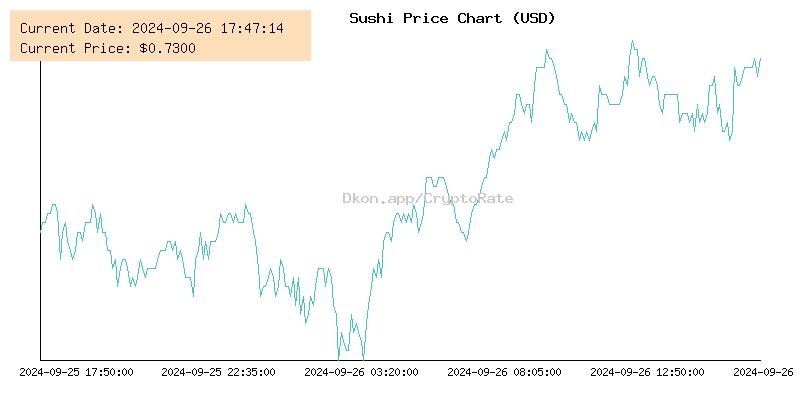 Sushi Price Chart (USD)
Current Date: 2024-09-26 17:47:14
Current Price: $0.7300
Dkon.app/CryptoRate
2024-09-25 17:50:00
2024-09-25 22:35:00
2024-09-26 03:20:00
2024-09-26 08:05:00
2024-09-26 12:50:00
2024-09-26